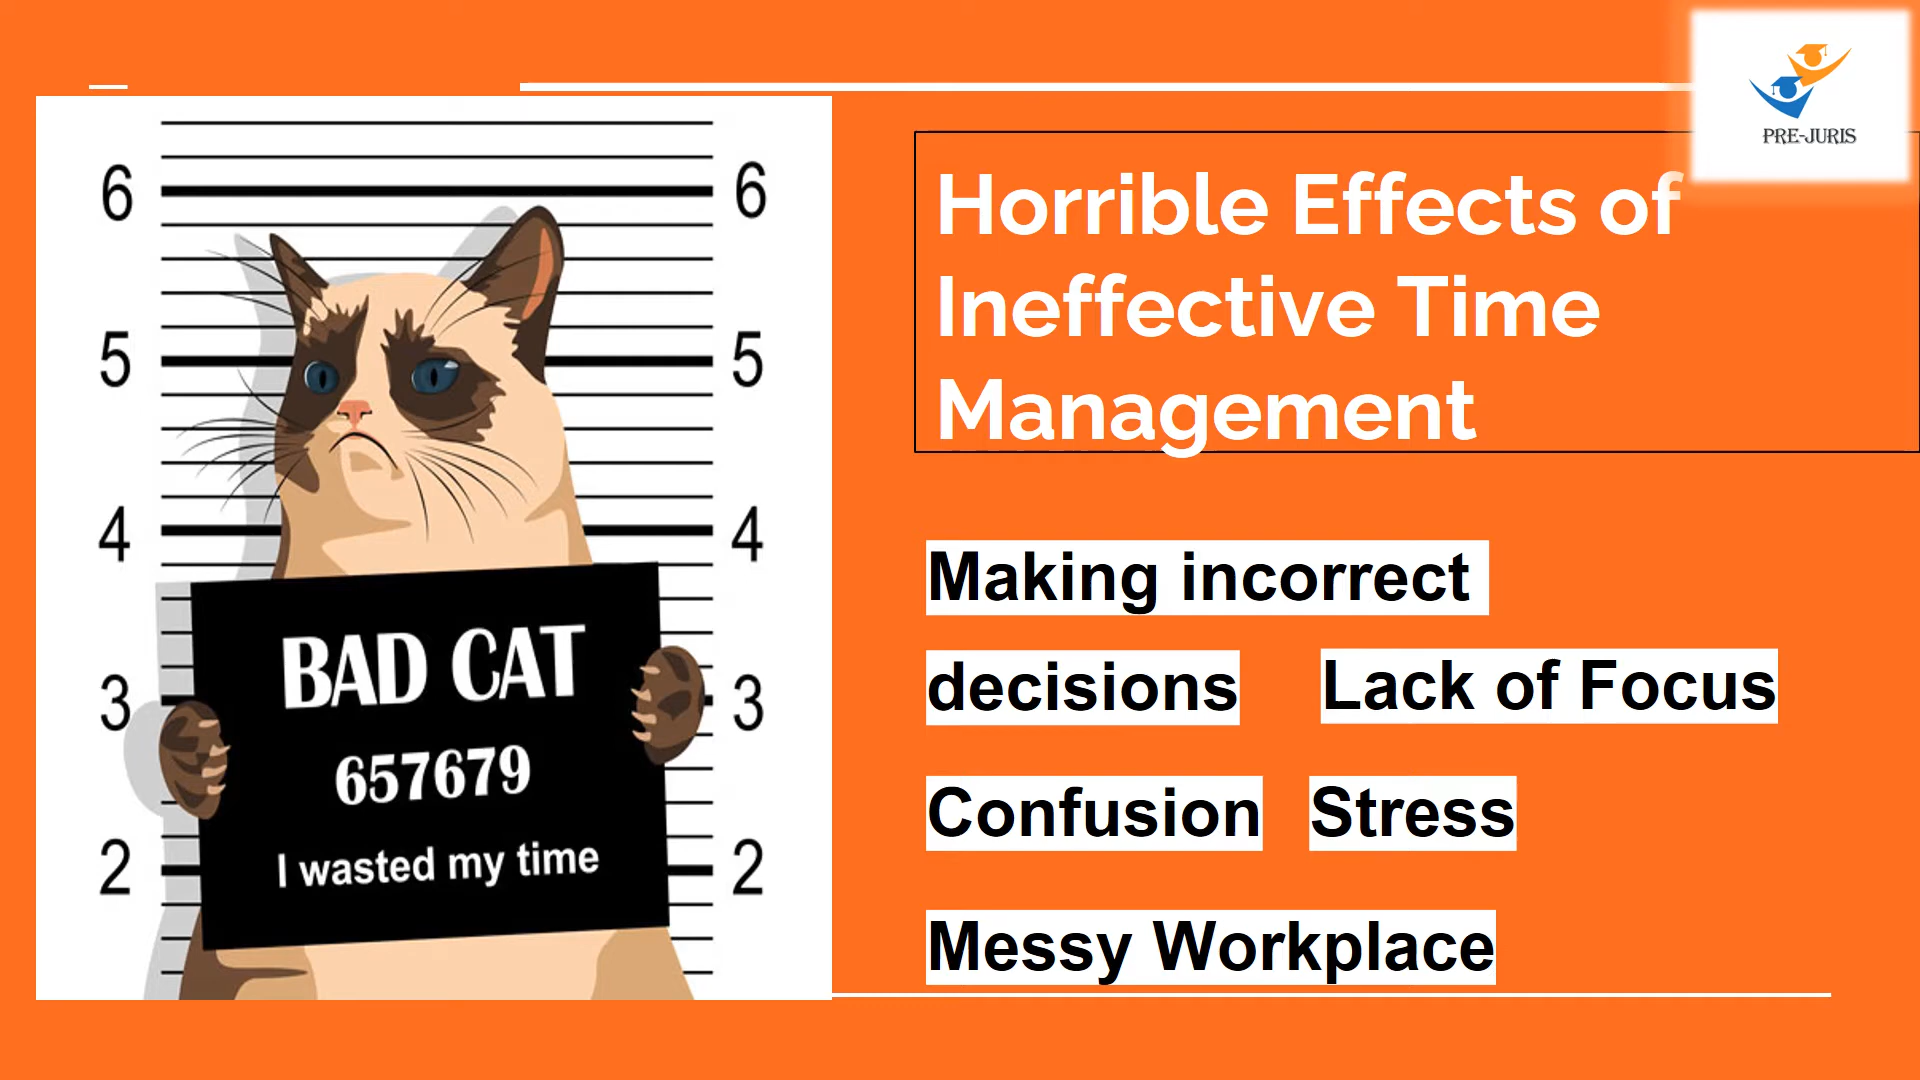 PRE-JURIS
6 6
5 5
4 4
3 3
2 2
BAD CAT
657679
I wasted my time
Horrible Effects of
Ineffective Time
Management
Making incorrect
decisions Lack of Focus
Confusion Stress
Messy Workplace